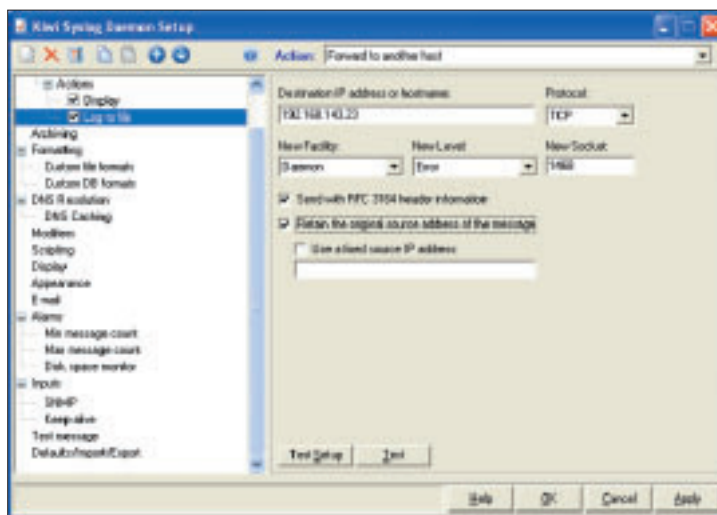 Kiwi Syslog Daemon Setup
Action: Forward to another host
Actions
Display
Log to file
Archiving
Formatting
Custom file formats
Custom DB formats
DNS Resolution
DNS Caching
Modifiers
Scripting
Display
Appearance
E-mail
Alarms
Min message count
Max message count
Disk space monitor
Inputs
SNMP
Keep-alive
Test message
Defaults/Import/Export
Destination IP address or hostname:
Protocol:
192.168.143.23
TCP
New Facility:
New Level:
New Socket:
Daemon
Error
1468
Send with RFC 3164 header information
Retain the original source address of the message
Use a fixed source IP address
Test Setup
Test
Help
OK
Cancel
Apply